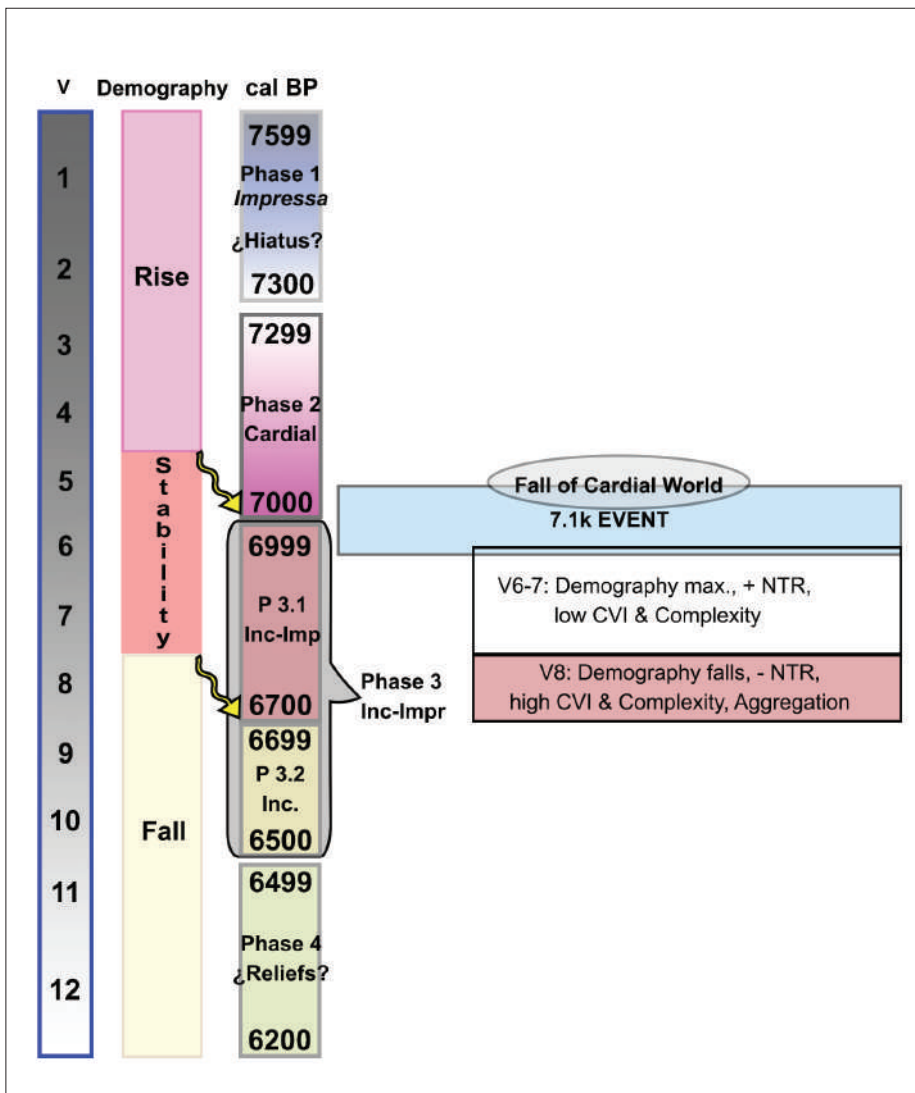 V
Demography
cal BP
1
2
3
4
5
6
7
8
9
10
11
12
Rise
Stability
Fall
7599
Phase 1
Impressa
¿Hiatus?
7300
7299
Phase 2
Cardial
7000
6999
P 3.1
Inc-Imp
6700
6699
P 3.2
Inc.
6500
Phase 3
Inc-Impr
6499
Phase 4
¿Reliefs?
6200
Fall of Cardial World
7.1k EVENT
V6-7: Demography max., + NTR,
low CVI & Complexity
V8: Demography falls, - NTR,
high CVI & Complexity, Aggregation